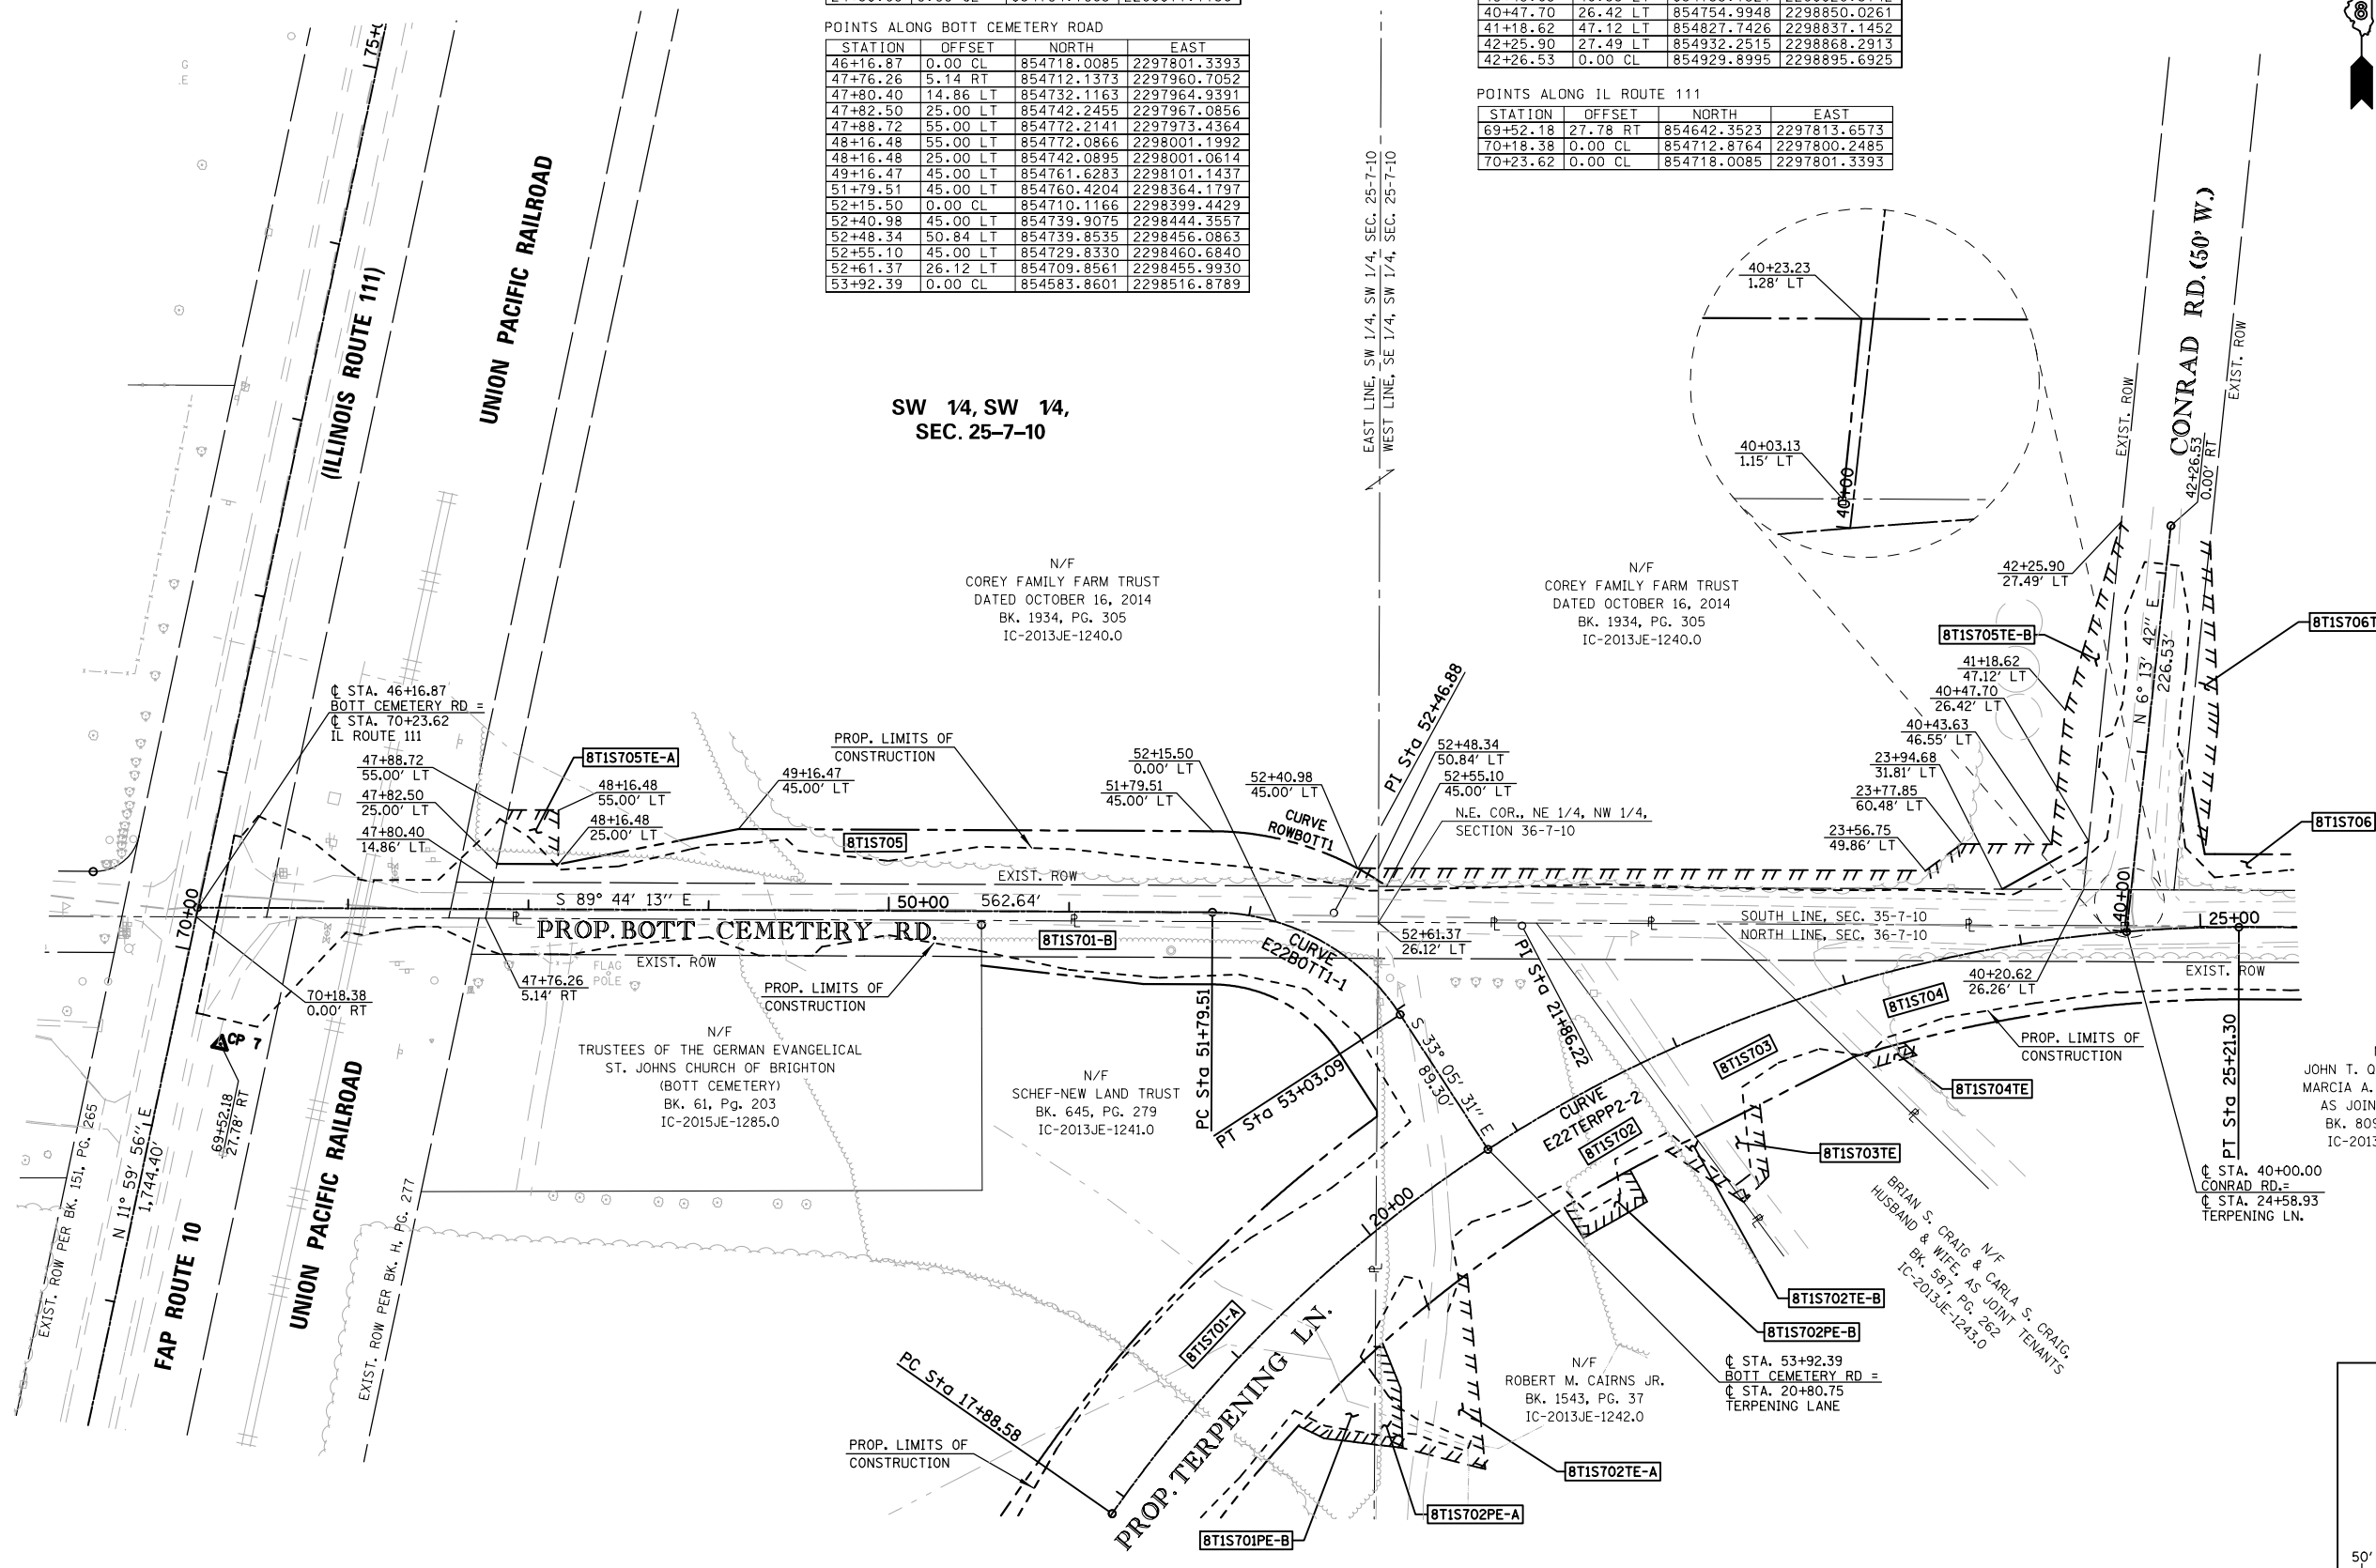 POINTS ALONG BOTT CEMETERY ROAD
STATION OFFSET NORTH EAST
46+16.87 0.00 CL 854718.0085 2297801.3393
47+76.26 5.14 RT 854712.1373 2297960.7052
47+80.40 14.86 LT 854732.1163 2297964.9391
47+82.50 25.00 LT 854742.2455 2297967.0856
47+88.72 55.00 LT 854772.2141 2297973.4364
48+16.48 55.00 LT 854772.0866 2298001.1992
48+16.48 25.00 LT 854742.0895 2298001.0614
49+16.47 45.00 LT 854761.6283 2298101.1437
51+79.51 45.00 LT 854760.4204 2298364.1797
52+15.50 0.00 CL 854710.1166 2298399.4429
52+40.98 45.00 LT 854739.9075 2298444.3557
52+48.34 50.84 LT 854739.8535 2298456.0863
52+55.10 45.00 LT 854729.8330 2298460.6840
52+61.37 26.12 LT 854709.8561 2298455.9930
53+92.39 0.00 CL 854583.8601 2298516.8789
40+47.70 26.42 LT 854754.9948 2298850.0261
41+18.62 47.12 LT 854827.7426 2298837.1452
42+25.90 27.49 LT 854932.2515 2298868.2913
42+26.53 0.00 CL 854929.8995 2298895.6925
POINTS ALONG IL ROUTE 111
STATION OFFSET NORTH EAST
69+52.18 27.78 RT 854642.3523 2297813.6573
70+18.38 0.00 CL 854712.8764 2297800.2485
70+23.62 0.00 CL 854718.0085 2297801.3393
8
75+0
(ILLINOIS ROUTE 111)
UNION PACIFIC RAILROAD
SW 1/4, SW 1/4,
SEC. 25-7-10
EAST LINE, SW 1/4, SW 1/4, SEC. 25-7-10
WEST LINE, SE 1/4, SW 1/4, SEC. 25-7-10
40+23.23
1.28' LT
40+03.13
1.15' LT
40+00
CONRAD RD. (50' W.)
EXIST. ROW
EXIST. ROW
42+26.53
0.00' RT
42+25.90
27.49' LT
N/F
COREY FAMILY FARM TRUST
DATED OCTOBER 16, 2014
BK. 1934, PG. 305
IC-2013JE-1240.0
N/F
COREY FAMILY FARM TRUST
DATED OCTOBER 16, 2014
BK. 1934, PG. 305
IC-2013JE-1240.0
8T1S705TE-B
8T1S706T
N 6° 13' 42" E
226.53'
41+18.62
47.12' LT
40+47.70
26.42' LT
40+43.63
46.55' LT
23+94.68
31.81' LT
23+77.85
60.48' LT
23+56.75
49.86' LT
8T1S706
℄ STA. 46+16.87
BOTT CEMETERY RD =
℄ STA. 70+23.62
IL ROUTE 111
47+88.72
55.00' LT
47+82.50
25.00' LT
47+80.40
14.86' LT
8T1S705TE-A
48+16.48
55.00' LT
48+16.48
25.00' LT
49+16.47
45.00' LT
PROP. LIMITS OF
CONSTRUCTION
8T1S705
52+15.50
0.00' LT
51+79.51
45.00' LT
52+40.98
45.00' LT
CURVE
ROWBOTT1
PI Sta 52+46.88
52+48.34
50.84' LT
52+55.10
45.00' LT
N.E. COR., NE 1/4, NW 1/4,
SECTION 36-7-10
EXIST. ROW
70+00
S 89° 44' 13" E
50+00
562.64'
PROP. BOTT CEMETERY RD.
8T1S701-B
EXIST. ROW
FLAG
POLE
CURVE
E22BOTT1-1
52+61.37
26.12' LT
SOUTH LINE, SEC. 35-7-10
NORTH LINE, SEC. 36-7-10
40+00
25+00
EXIST. ROW
40+20.62
26.26' LT
70+18.38
0.00' RT
47+76.26
5.14' RT
PROP. LIMITS OF
CONSTRUCTION
CP 7
69+52.18
27.78' RT
N/F
TRUSTEES OF THE GERMAN EVANGELICAL
ST. JOHNS CHURCH OF BRIGHTON
(BOTT CEMETERY)
BK. 61, Pg. 203
IC-2015JE-1285.0
N/F
SCHEF-NEW LAND TRUST
BK. 645, PG. 279
IC-2013JE-1241.0
PC Sta 51+79.51
PT Sta 53+03.09
S 33° 05' 31" E
89.30'
PI Sta 21+86.22
CURVE
E22TERPP2-2
8T1S702
8T1S703
8T1S704
PROP. LIMITS OF
CONSTRUCTION
8T1S704TE
8T1S703TE
PT Sta 25+21.30
JOHN T. Q
MARCIA A.
AS JOIN
BK. 809
IC-2013
℄ STA. 40+00.00
CONRAD RD.=
℄ STA. 24+58.93
TERPENING LN.
N/F
BRIAN S. CRAIG & CARLA S. CRAIG,
HUSBAND & WIFE, AS JOINT TENANTS
BK. 587, PG. 262
IC-2013JE-1243.0
8T1S702TE-B
8T1S702PE-B
℄ STA. 53+92.39
BOTT CEMETERY RD =
℄ STA. 20+80.75
TERPENING LANE
N/F
ROBERT M. CAIRNS JR.
BK. 1543, PG. 37
IC-2013JE-1242.0
8T1S702TE-A
8T1S702PE-A
8T1S701PE-B
20+00
8T1S701-A
PROP. TERPENING LN.
PC Sta 17+88.58
PROP. LIMITS OF
CONSTRUCTION
EXIST. ROW PER BK. 151, PG. 265
N 11° 59' 56" E
1,744.40'
FAP ROUTE 10
UNION PACIFIC RAILROAD
EXIST. ROW PER BK. H, PG. 277
50'